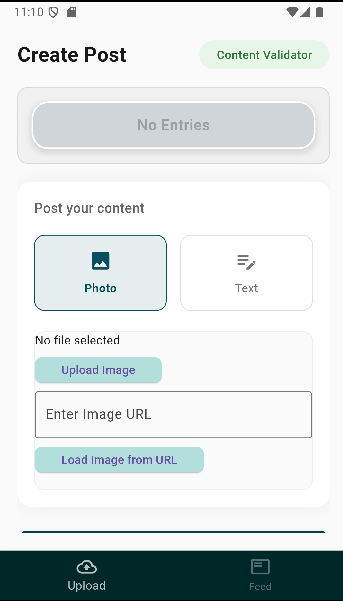 11:10
Create Post
Content Validator
No Entries
Post your content
Photo
Text
No file selected
Upload Image
Enter Image URL
Load Image from URL
Upload
Feed